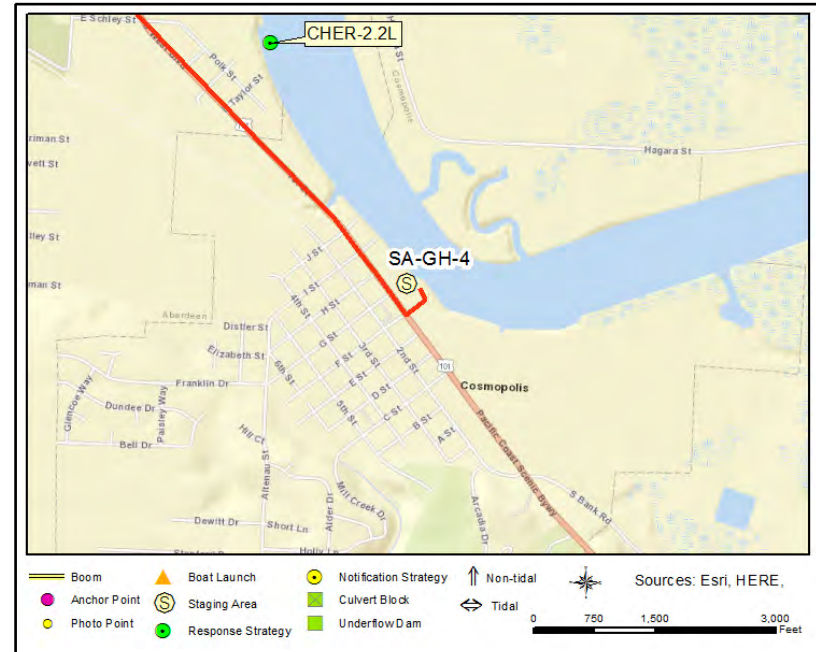 E Schley St
CHER-2.2L
Polk St
Taylor St
Cosmopolis
Hagara St
SA-GH-4
S
J St
I St
H St
G St
F St
E St
D St
C St
B St
A St
4th St
3rd St
2nd St
5th St
6th St
Aberdeen
Distler St
Elizabeth St
Franklin Dr
Glencoe Way
Dundee Dr
Paisley Way
Bell Dr
Hill Ct
Altenau St
Mill Creek Dr
Alder Dr
Dewitt Dr
Short Ln
Holly Ln
101
Cosmopolis
Pacific Coast Scenic Bywy
S Bank Rd
Arcadia Dr
Boom
Boat Launch
Notification Strategy
Non-tidal
Sources: Esri, HERE,
Anchor Point
S
Staging Area
Culvert Block
Tidal
Photo Point
Response Strategy
Underflow Dam
0 750 1,500 3,000
Feet